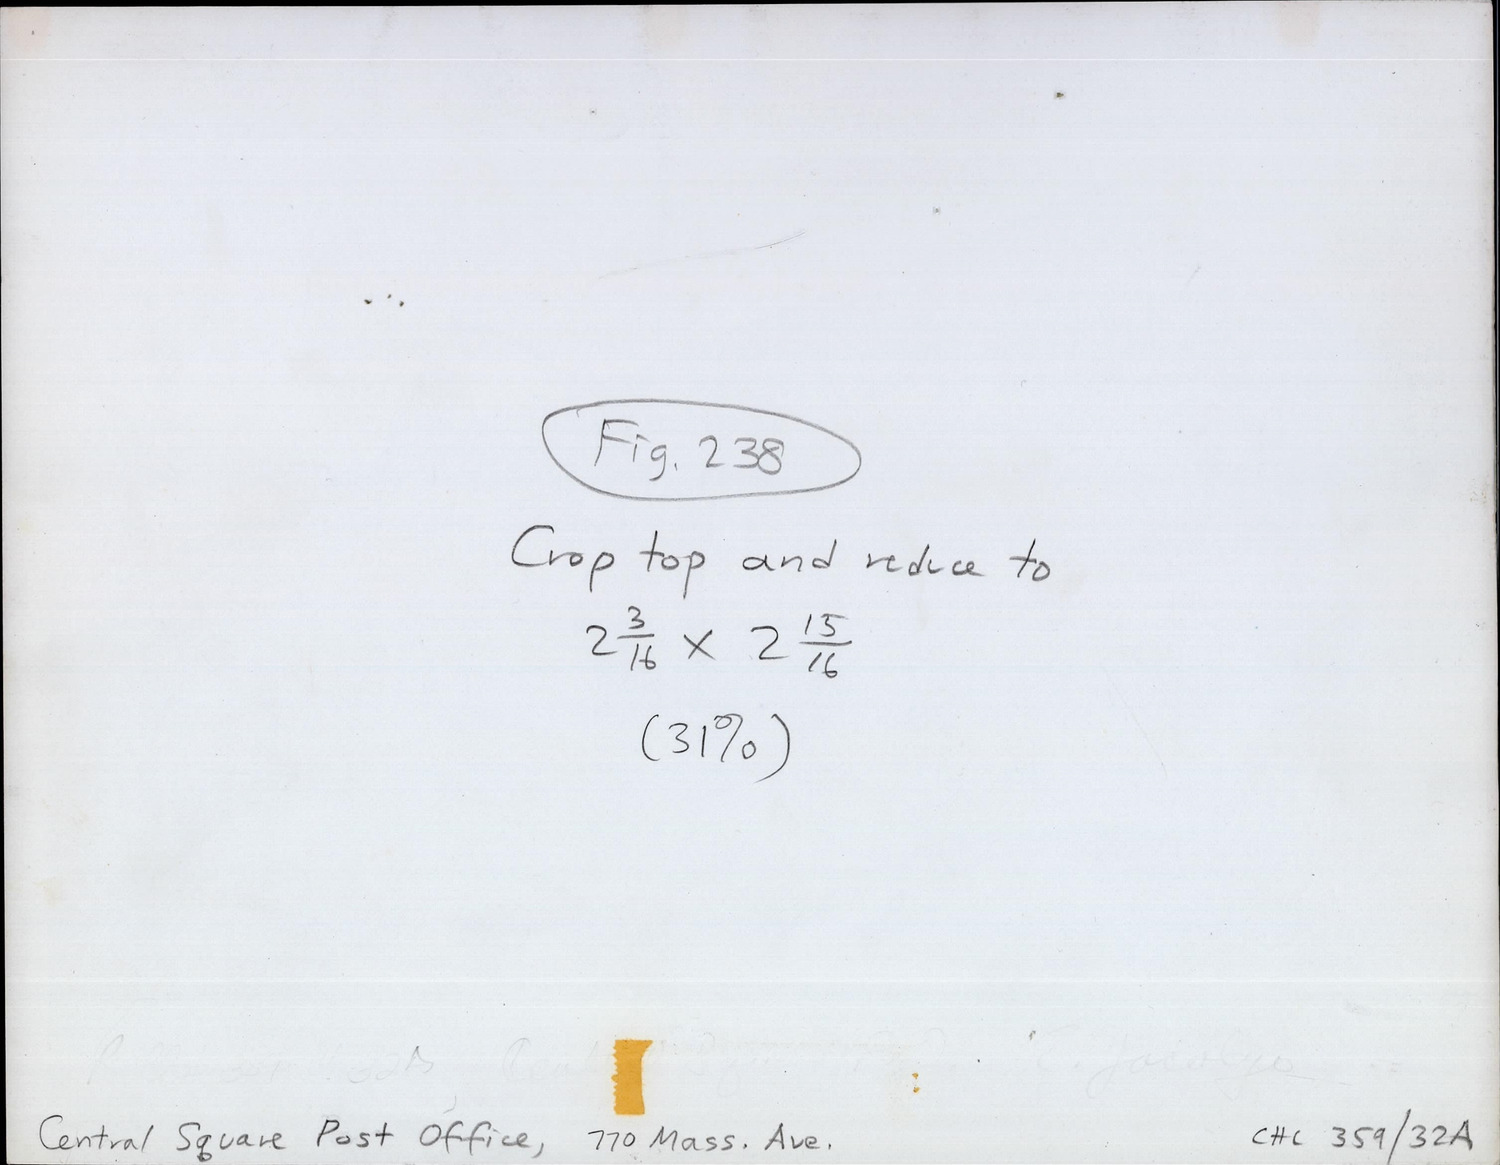 Fig. 238
Crop top and reduce to
2 3/16 x 2 15/16
(31%)
Central Square Post Office, 770 Mass. Ave.
CHC 359/32A